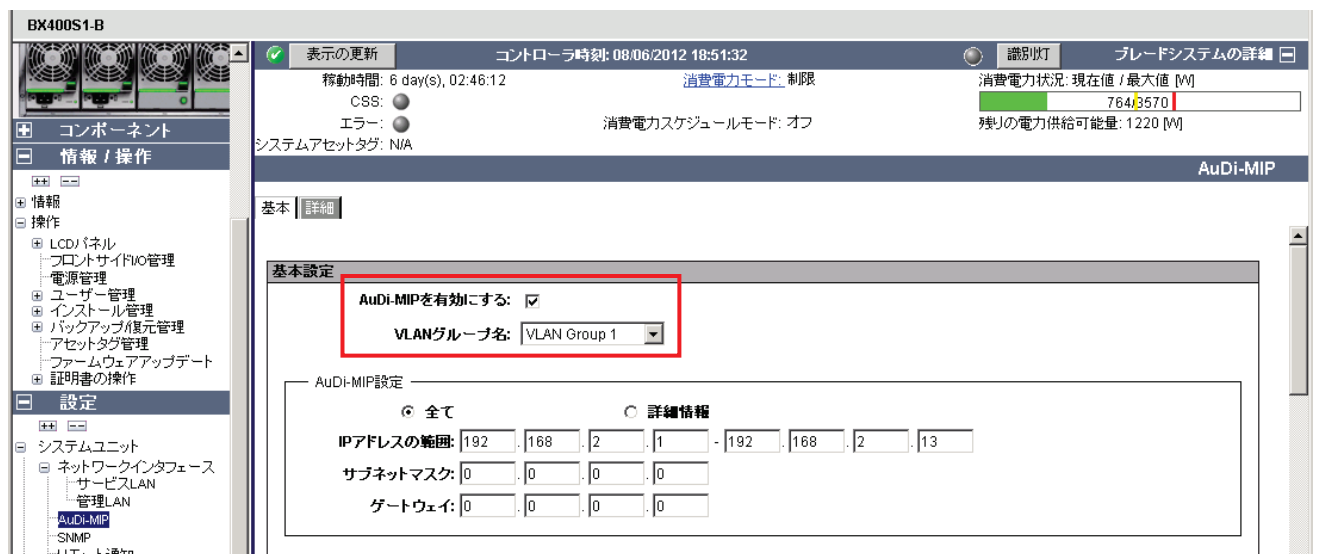 BX400S1-B
コンポーネント
情報 / 操作
++ --
情報
操作
LCDパネル
フロントサイドI/O管理
電源管理
ユーザー管理
インストール管理
バックアップ/復元管理
アセットタグ管理
ファームウェアアップデート
証明書の操作
設定
++ --
システムユニット
ネットワークインタフェース
サービスLAN
管理LAN
AuDi-MIP
SNMP
リモート通知
表示の更新 コントローラ時刻: 08/06/2012 18:51:32 識別灯 ブレードシステムの詳細
稼動時間: 6 day(s), 02:46:12 消費電力モード: 制限 消費電力状況: 現在値 / 最大値 [W]
CSS: 764/3570
エラー: 消費電力スケジュールモード: オフ 残りの電力供給可能量: 1220 [W]
システムアセットタグ: N/A
AuDi-MIP
基本 詳細
基本設定
AuDi-MIPを有効にする:
VLANグループ名: VLAN Group 1
AuDi-MIP設定
全て 詳細情報
IPアドレスの範囲: 192 . 168 . 2 . 1 - 192 . 168 . 2 . 13
サブネットマスク: 0 . 0 . 0 . 0
ゲートウェイ: 0 . 0 . 0 . 0